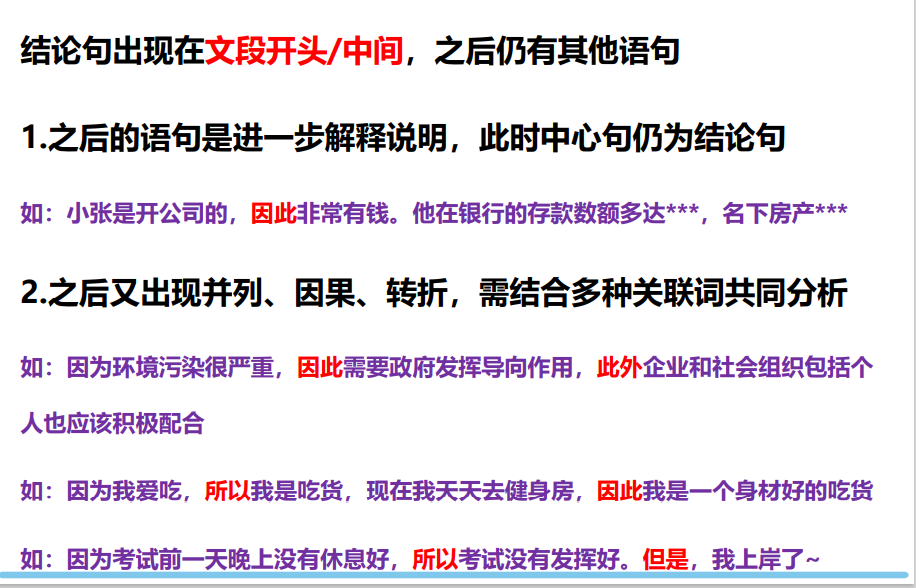 结论句出现在文段开头/中间，之后仍有其他语句
1.之后的语句是进一步解释说明，此时中心句仍为结论句
如：小张是开公司的，因此非常有钱。他在银行的存款数额多达***，名下房产***
2.之后又出现并列、因果、转折，需结合多种关联词共同分析
如：因为环境污染很严重，因此需要政府发挥导向作用，此外企业和社会组织包括个
人也应该积极配合
如：因为我爱吃，所以我是吃货，现在我天天去健身房，因此我是一个身材好的吃货
如：因为考试前一天晚上没有休息好，所以考试没有发挥好。但是，我上岸了~